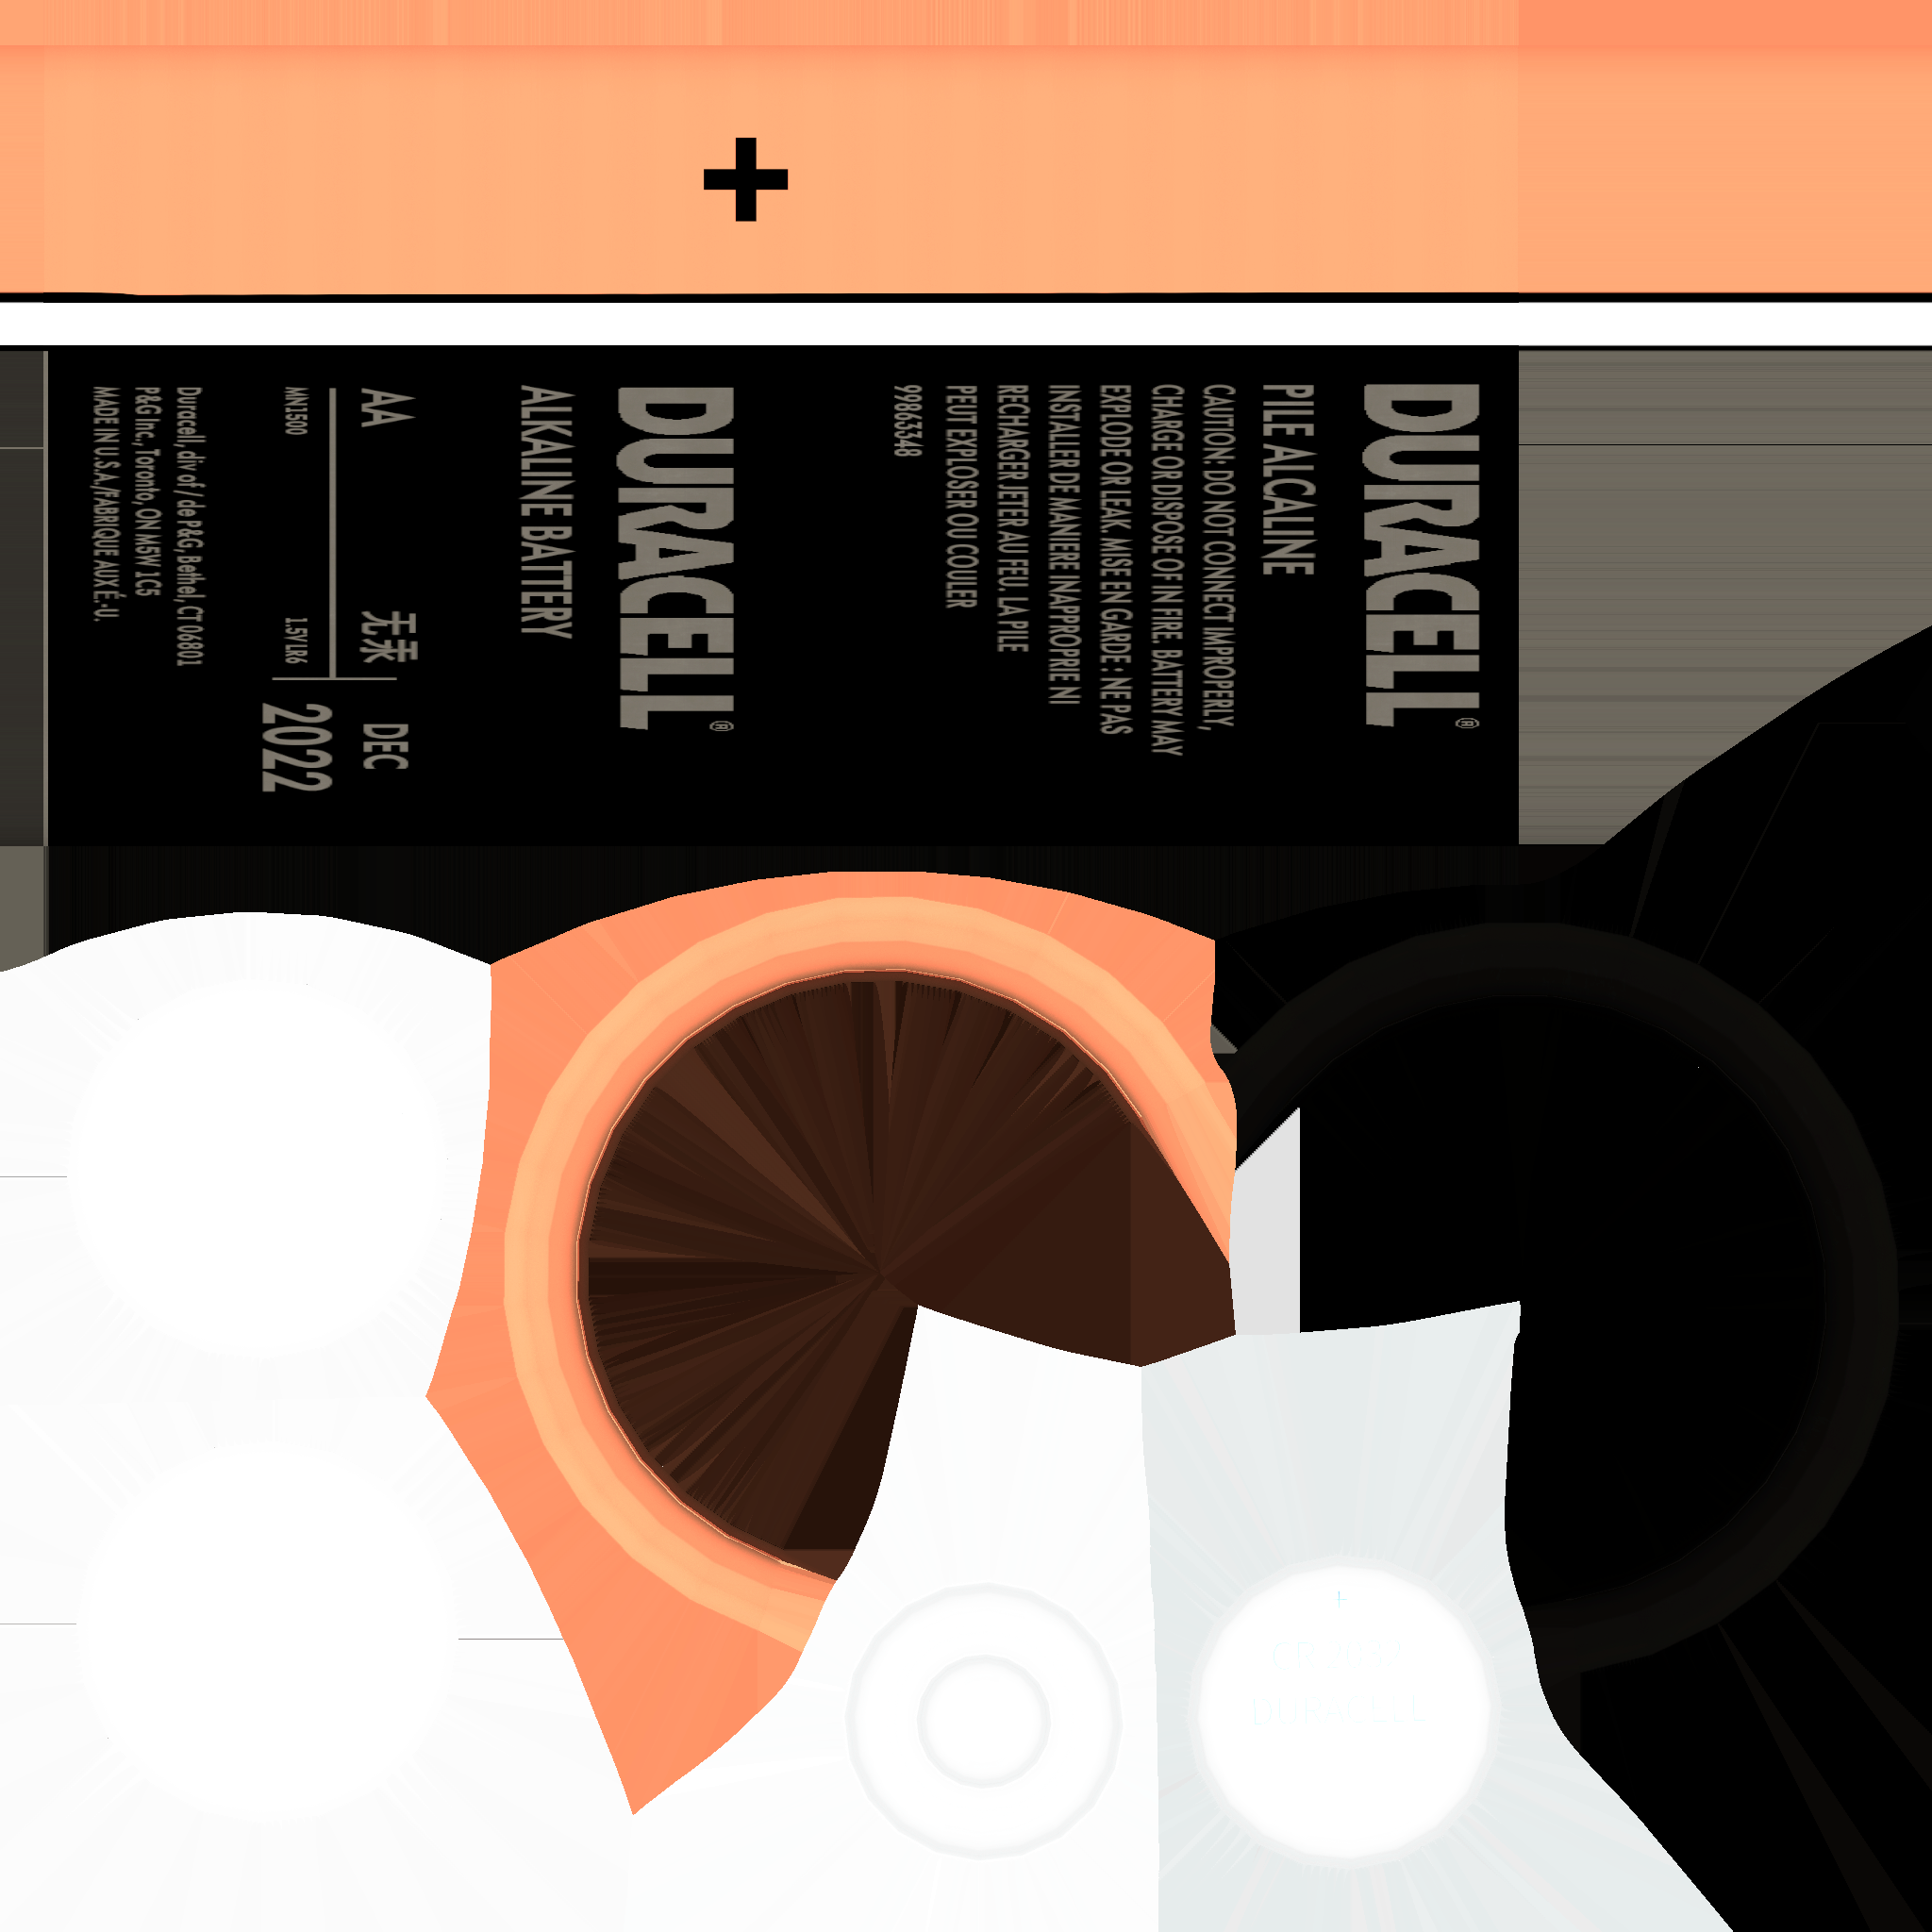 +
DURACELL®
PILE ALCALINE
CAUTION: DO NOT CONNECT IMPROPERLY,
CHARGE OR DISPOSE OF IN FIRE. BATTERY MAY
EXPLODE OR LEAK. MISE EN GARDE : NE PAS
INSTALLER DE MANIERE INAPROPRIE NI
RECHARGER JETER AU FEU. LA PILE
PEUT EXPLOSER OU COULER
99863348
DURACELL®
ALKALINE BATTERY
AA 无汞 DEC
MN1500 1.5V LR6 2022
Duracell, div of / de P&G, Bethel, CT 06801
P&G Inc., Toronto, ON M5W 1C5
MADE IN U.S.A./FABRIQUE AUX É.-U.
+
DURACELL